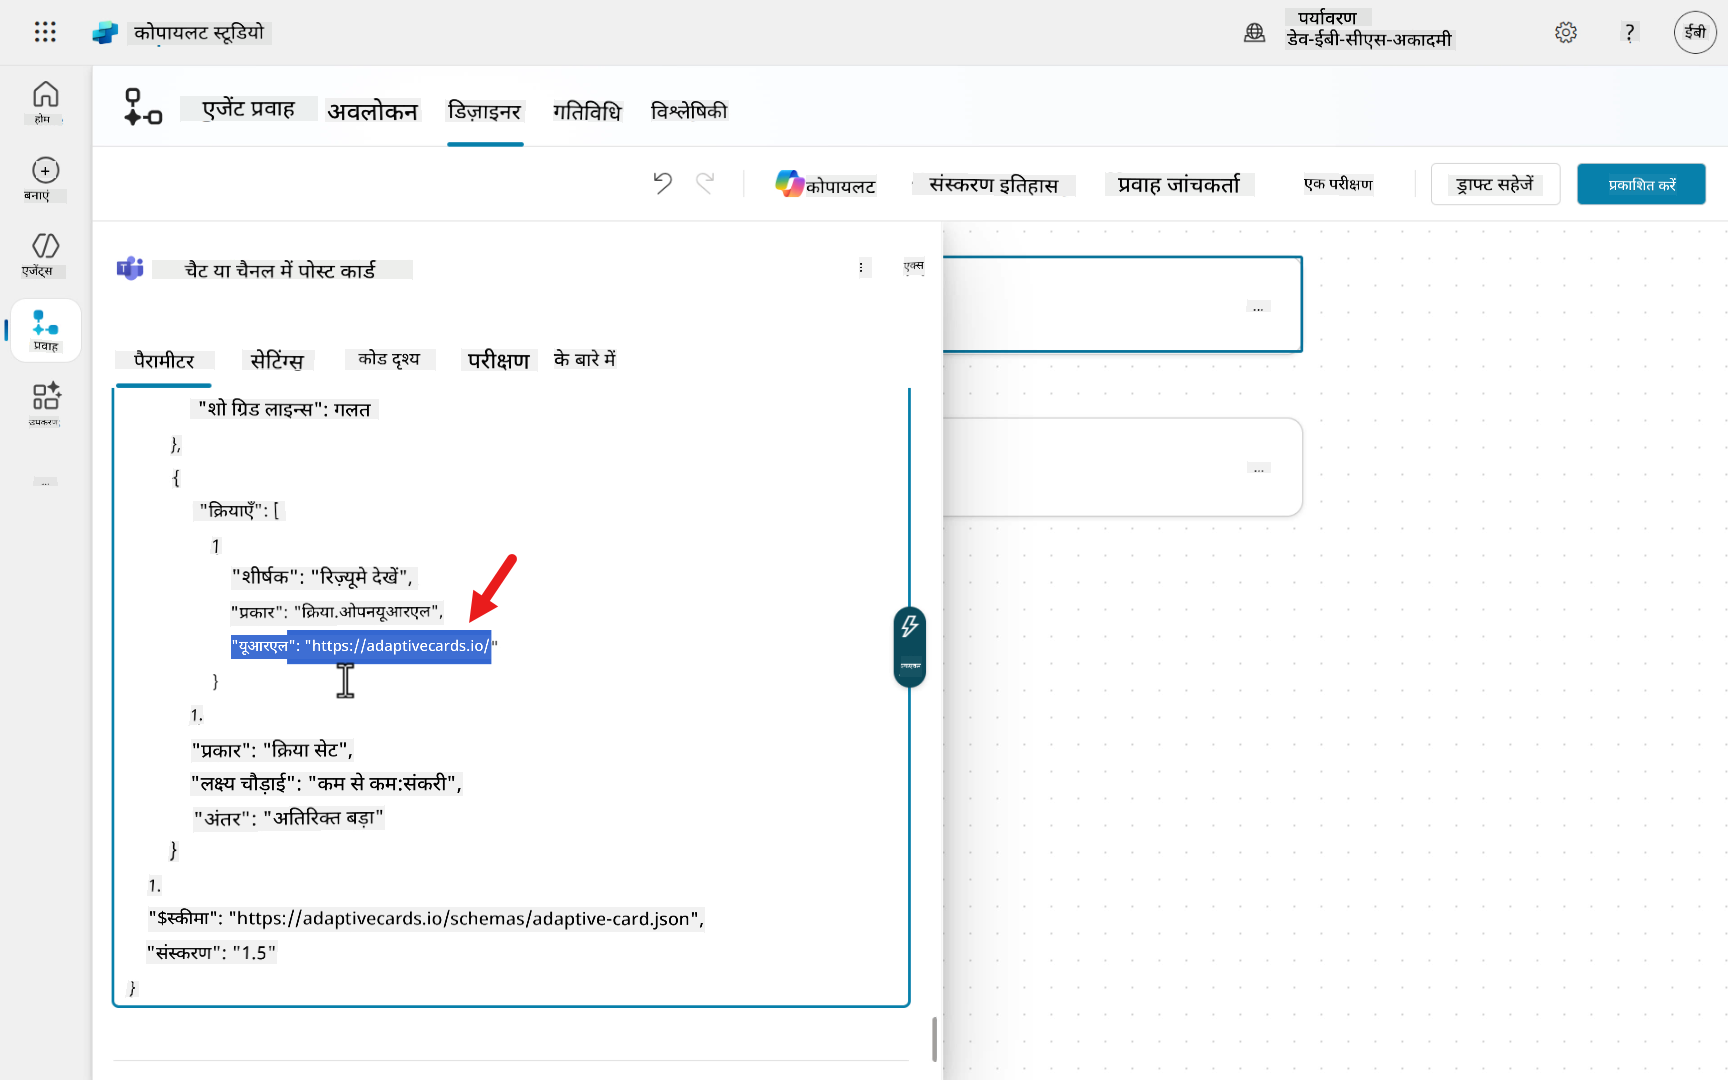 कोपायलट स्टूडियो
पर्यावरण
डेव-ईबी-सीएस-अकादमी
?
ईबी
होम
बनाएं
एजेंट्स
प्रवाह
उपकरण
...
एजेंट प्रवाह
अवलोकन
डिज़ाइनर
गतिविधि
विश्लेषिकी
कोपायलट
संस्करण इतिहास
प्रवाह जांचकर्ता
एक परीक्षण
ड्राफ्ट सहेजें
प्रकाशित करें
चैट या चैनल में पोस्ट कार्ड
एक्स
पैरामीटर
सेटिंग्स
कोड दृश्य
परीक्षण
के बारे में
"शो ग्रिड लाइन्स": गलत
},
{
"क्रियाएँ": [
1
"शीर्षक": "रिज़्यूमे देखें",
"प्रकार": "क्रिया.ओपनयूआरएल",
"यूआरएल": "https://adaptivecards.io/"
}
1.
"प्रकार": "क्रिया सेट",
"लक्ष्य चौड़ाई": "कम से कम:संकरी",
"अंतर": "अतिरिक्त बड़ा"
}
1.
"$स्कीमा": "https://adaptivecards.io/schemas/adaptive-card.json",
"संस्करण": "1.5"
}
...
...